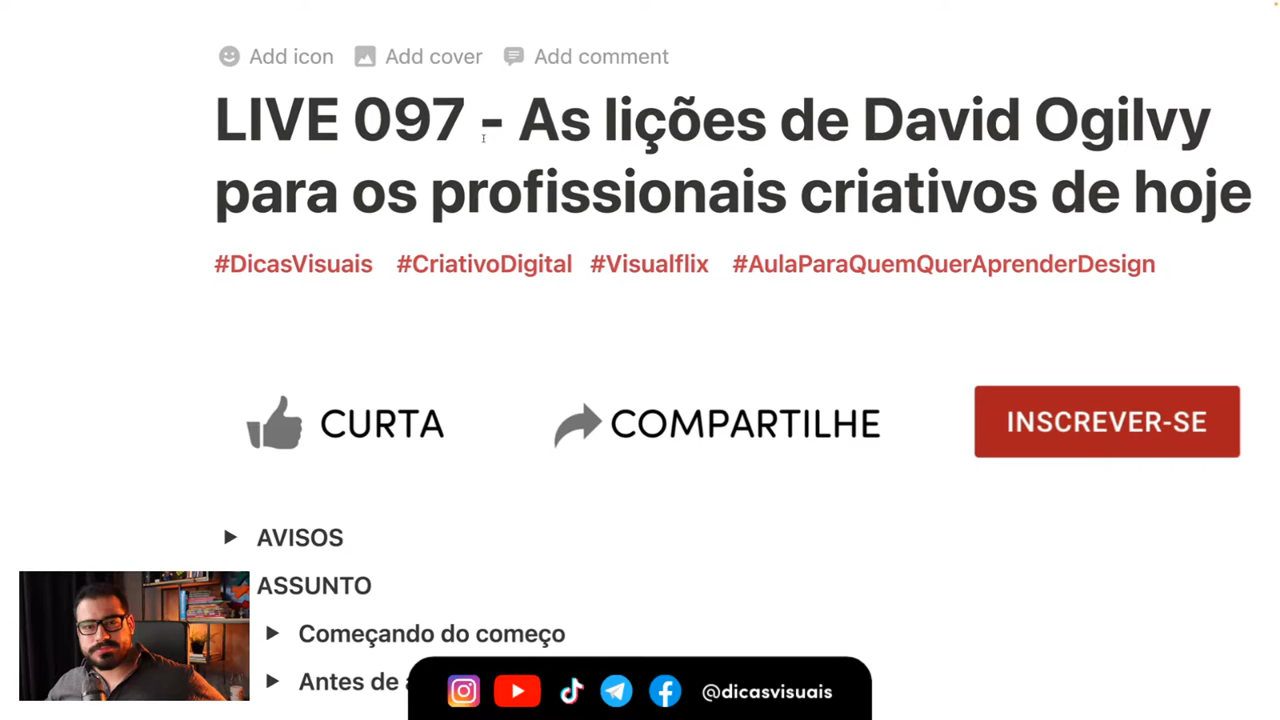 Add icon Add cover Add comment
LIVE 097 - As lições de David Ogilvy
para os profissionais criativos de hoje
#DicasVisuais #CriativoDigital #Visualflix #AulaParaQuemQuerAprenderDesign
CURTA COMPARTILHE INSCREVER-SE
AVISOS
ASSUNTO
Começando do começo
Antes de
@dicasvisuais